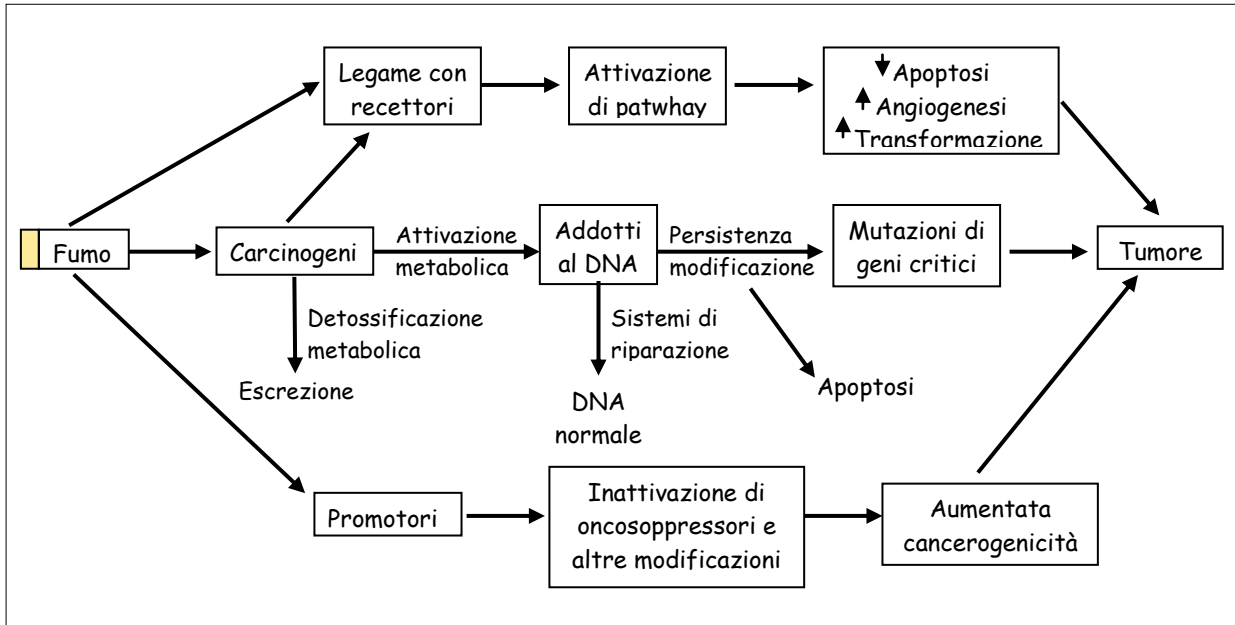 Legame con
recettori
Attivazione
di patwhay
Apoptosi
Angiogenesi
Transformazione
Fumo
Carcinogeni
Attivazione
metabolica
Addotti
al DNA
Persistenza
modificazione
Mutazioni di
geni critici
Tumore
Detossificazione
metabolica
Escrezione
Sistemi di
riparazione
DNA
normale
Apoptosi
Promotori
Inattivazione di
oncosoppressori e
altre modificazioni
Aumentata
cancerogenicità